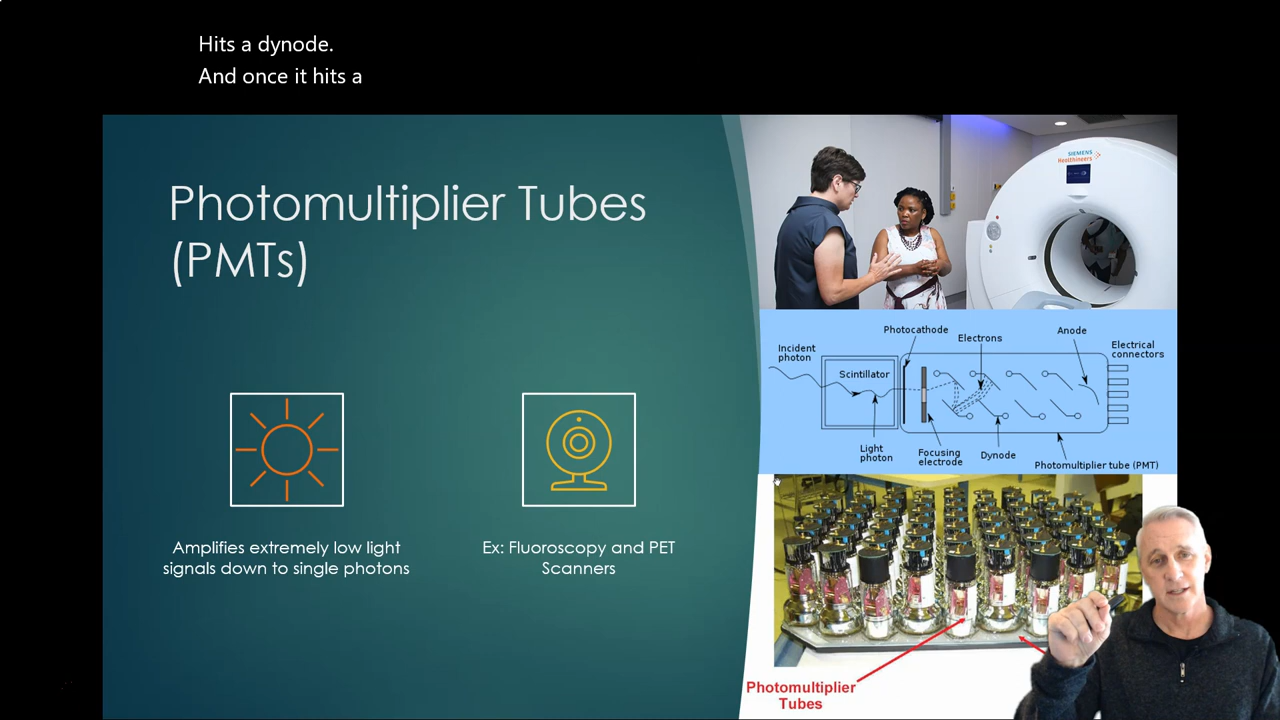 Hits a dynode.
And once it hits a
Photomultiplier Tubes
(PMTs)
Amplifies extremely low light
signals down to single photons
Ex: Fluoroscopy and PET
Scanners
SIEMENS
Healthineers
Incident
photon
Scintillator
Photocathode
Electrons
Anode
Electrical
connectors
Light
photon
Focusing
electrode
Dynode
Photomultiplier tube (PMT)
Photomultiplier
Tubes